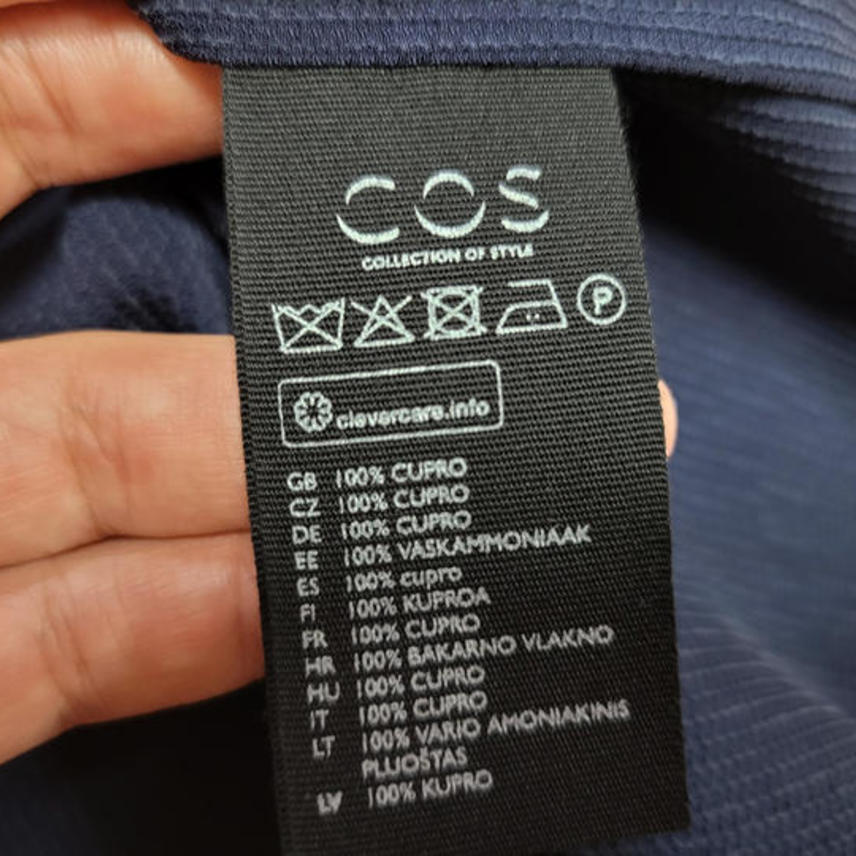 COS
COLLECTION OF STYLE
P
clevercare.info
GB 100% CUPRO
CZ 100% CUPRO
DE 100% CUPRO
EE 100% VASKAMMONIAAK
ES 100% cupro
FI 100% KUPROA
FR 100% CUPRO
HR 100% BAKARNO VLAKNO
HU 100% CUPRO
IT 100% CUPRO
LT 100% VARIO AMONIAKINIS
PLUOŠTAS
LV 100% KUPRO